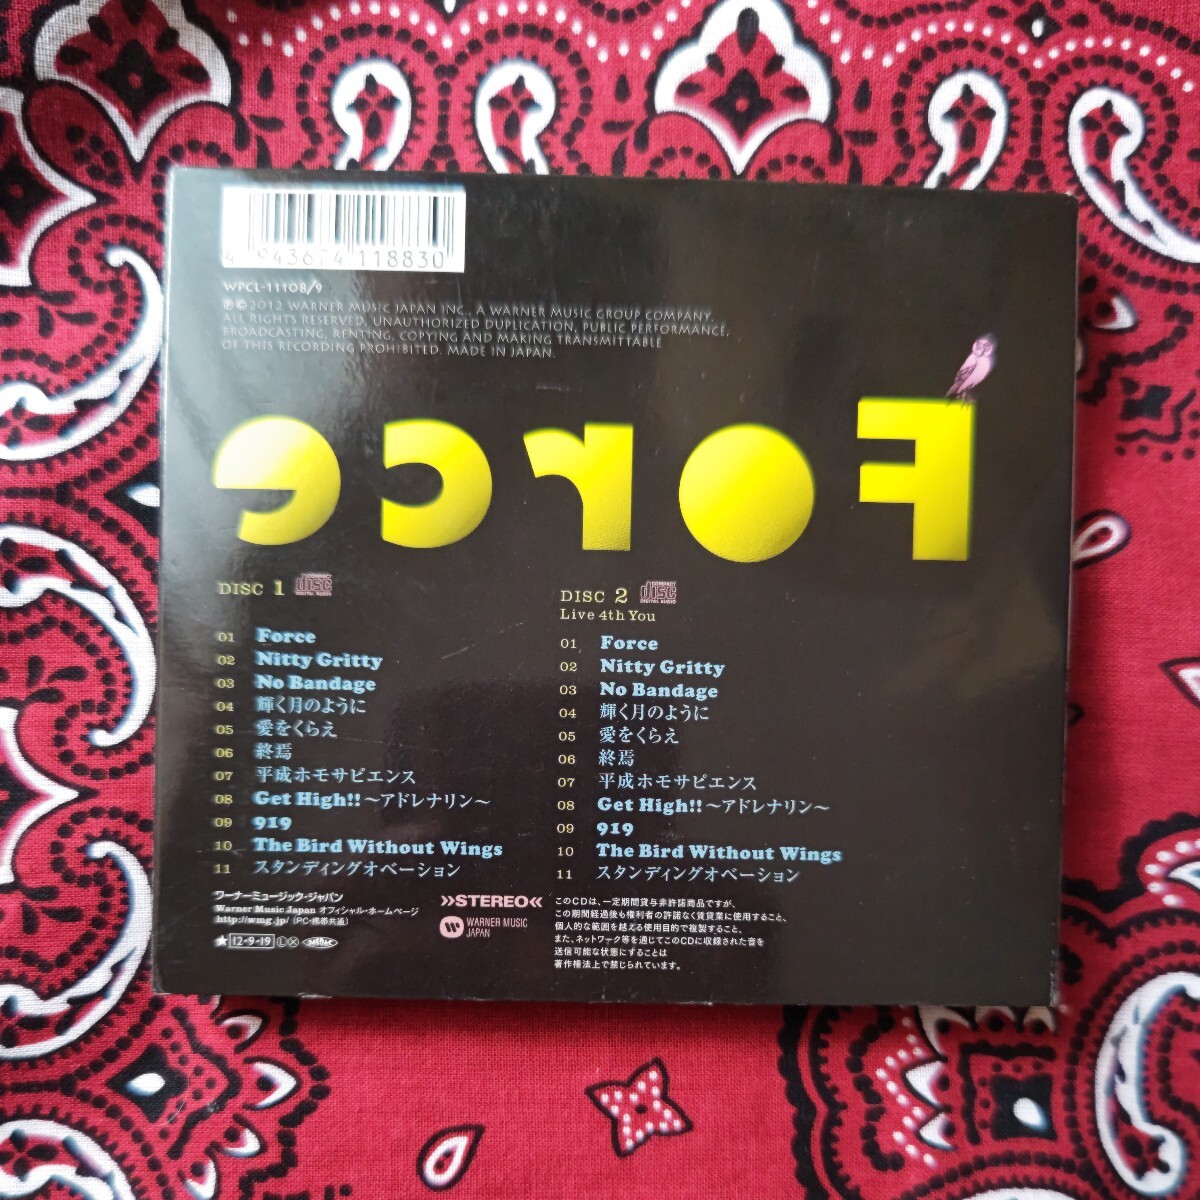 4 943674 118830
WPCL-11108/9
℗©2012 WARNER MUSIC JAPAN INC., A WARNER MUSIC GROUP COMPANY.
ALL RIGHTS RESERVED. UNAUTHORIZED DUPLICATION, PUBLIC PERFORMANCE,
BROADCASTING, RENTING, COPYING AND MAKING TRANSMITTABLE
OF THIS RECORDING PROHIBITED. MADE IN JAPAN.
Force
DISC 1
COMPACT disc DIGITAL AUDIO
01 Force
02 Nitty Gritty
03 No Bandage
04 輝く月のように
05 愛をくらえ
06 終焉
07 平成ホモサピエンス
08 Get High!! ～アドレナリン～
09 919
10 The Bird Without Wings
11 スタンディングオベーション
DISC 2
COMPACT disc DIGITAL AUDIO
Live 4th You
01 Force
02 Nitty Gritty
03 No Bandage
04 輝く月のように
05 愛をくらえ
06 終焉
07 平成ホモサピエンス
08 Get High!! ～アドレナリン～
09 919
10 The Bird Without Wings
11 スタンディングオベーション
ワーナーミュージック・ジャパン
Warner Music Japan オフィシャル・ホームページ
http://wmg.jp/ (PC・携帯共通)
★ 12・9・19 Ⓛ Ⓧ JASRAC
»STEREO«
WARNER MUSIC
JAPAN
このCDは、一定期間貸与非許諾商品ですが、
この期間経過後も権利者の許諾なく賃貸業に使用すること、
個人的な範囲を越える使用目的で複製すること、
また、ネットワーク等を通じてこのCDに収録された音を
送信可能な状態にすることは
著作権法上で禁じられています。